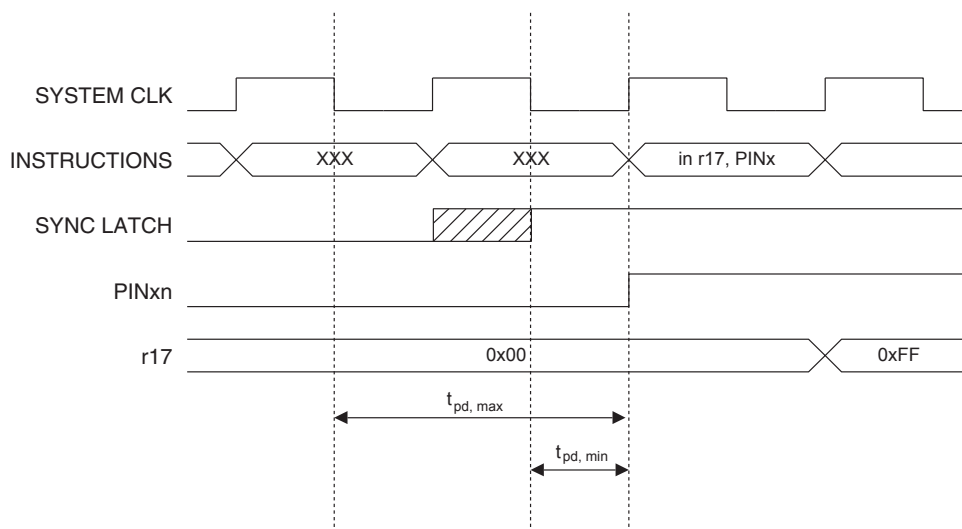 SYSTEM CLK
INSTRUCTIONS XXX XXX in r17, PINx
SYNC LATCH
PINxn
r17 0x00 0xFF
tpd, max
tpd, min